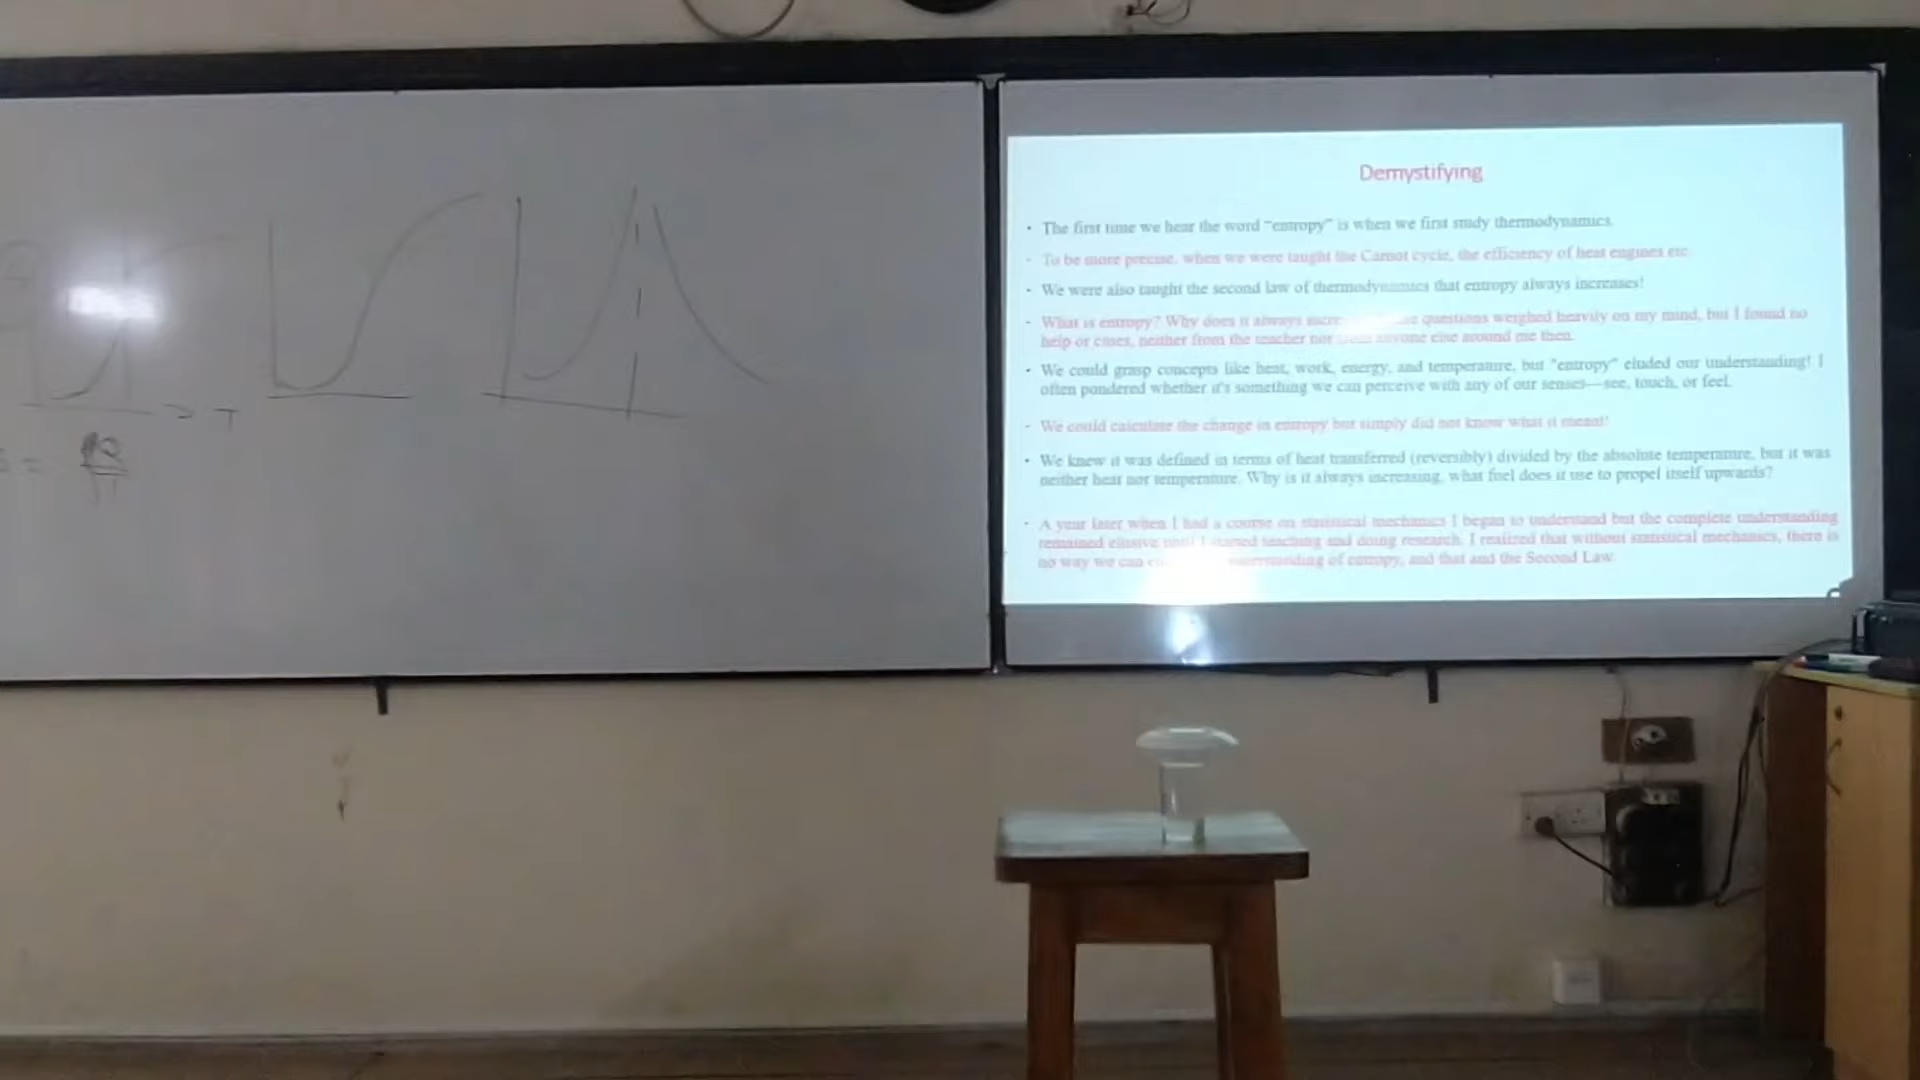 > T
=
Demystifying
• The first time we hear the word "entropy" is when we first study thermodynamics.
• To be more precise, when we were taught the Carnot cycle, the efficiency of heat engines etc.
• We were also taught the second law of thermodynamics that entropy always increases!
• What is entropy? Why does it always questions weighed heavily on my mind, but I found no
help or cues, neither from the teacher nor anyone else around me then.
• We could grasp concepts like heat, work, energy, and temperature, but "entropy" eluded our understanding! I
often pondered whether it's something we can perceive with any of our senses—see, touch, or feel.
• We could calculate the change in entropy but simply did not know what it meant!
• We knew it was defined in terms of heat transferred (reversibly) divided by the absolute temperature, but it was
neither heat nor temperature. Why is it always increasing, what fuel does it use to propel itself upwards?
• A year later when I had a course on statistical mechanics I began to understand but the complete understanding
remained elusive until I started teaching and doing research. I realized that without statistical mechanics, there is
no way we can of entropy, and that and the Second Law.